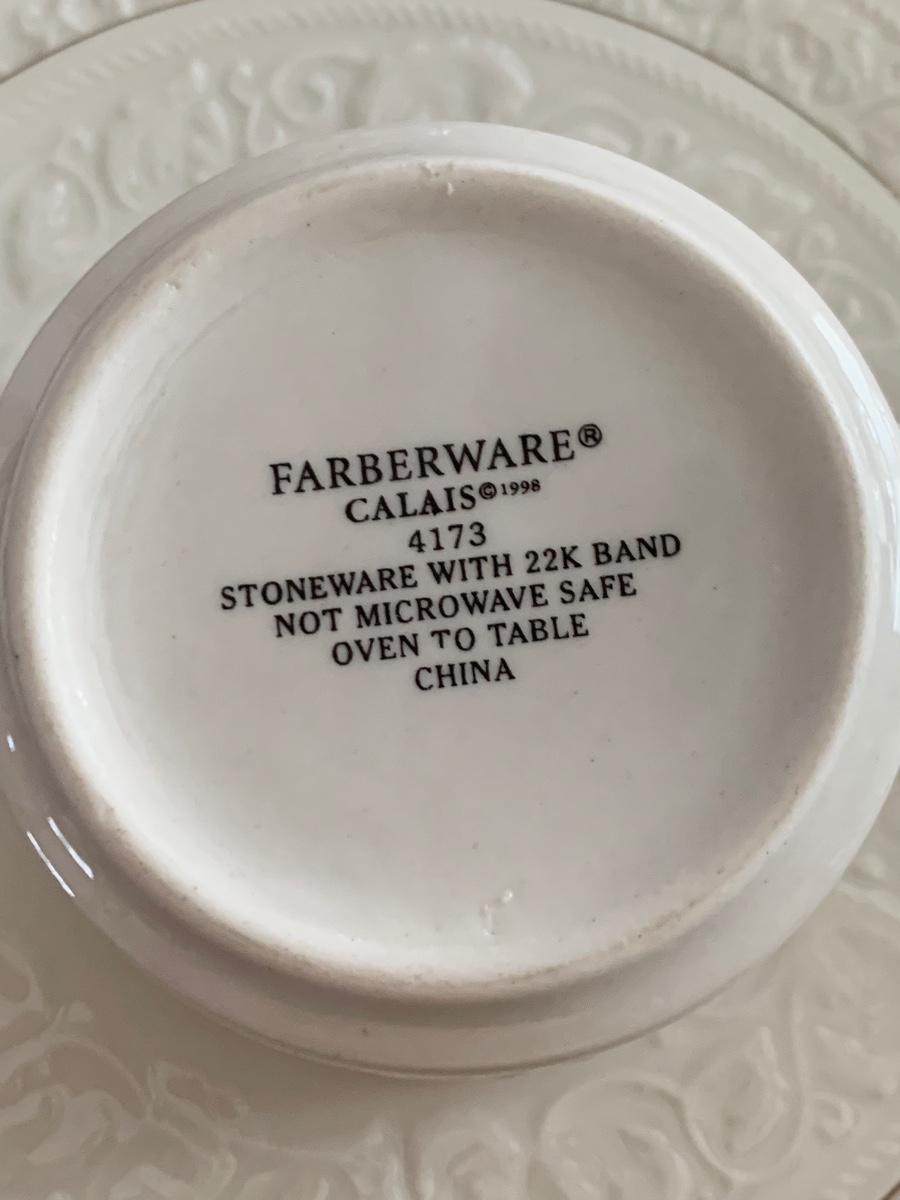 FARBERWARE®
CALAIS©1998
4173
STONEWARE WITH 22K BAND
NOT MICROWAVE SAFE
OVEN TO TABLE
CHINA